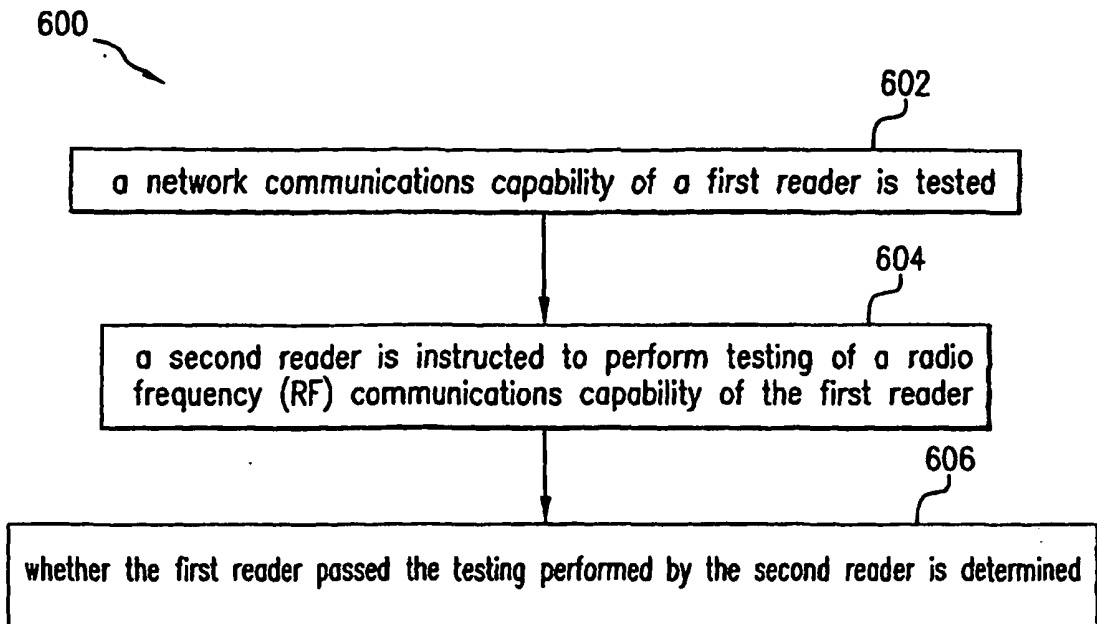 600
602
a network communications capability of a first reader is tested
604
a second reader is instructed to perform testing of a radio
frequency (RF) communications capability of the first reader
606
whether the first reader passed the testing performed by the second reader is determined